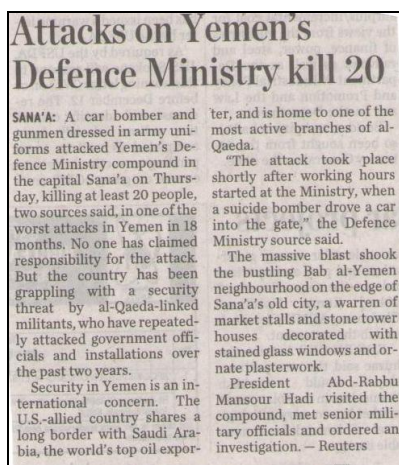 Attacks on Yemen's
Defence Ministry kill 20
SANA'A: A car bomber and
gunmen dressed in army uni-
forms attacked Yemen's De-
fence Ministry compound in
the capital Sana'a on Thurs-
day, killing at least 20 people,
two sources said, in one of the
worst attacks in Yemen in 18
months. No one has claimed
responsibility for the attack.
But the country has been
grappling with a security
threat by al-Qaeda-linked
militants, who have repeated-
ly attacked government offi-
cials and installations over
the past two years.
Security in Yemen is an in-
ternational concern. The
U.S.-allied country shares a
long border with Saudi Ara-
bia, the world's top oil expor-
ter, and is home to one of the
most active branches of al-
Qaeda.
"The attack took place
shortly after working hours
started at the Ministry, when
a suicide bomber drove a car
into the gate," the Defence
Ministry source said.
The massive blast shook
the bustling Bab al-Yemen
neighbourhood on the edge of
Sana'a's old city, a warren of
market stalls and stone tower
houses decorated with
stained glass windows and or-
nate plasterwork.
President Abd-Rabbu
Mansour Hadi visited the
compound, met senior mili-
tary officials and ordered an
investigation. — Reuters